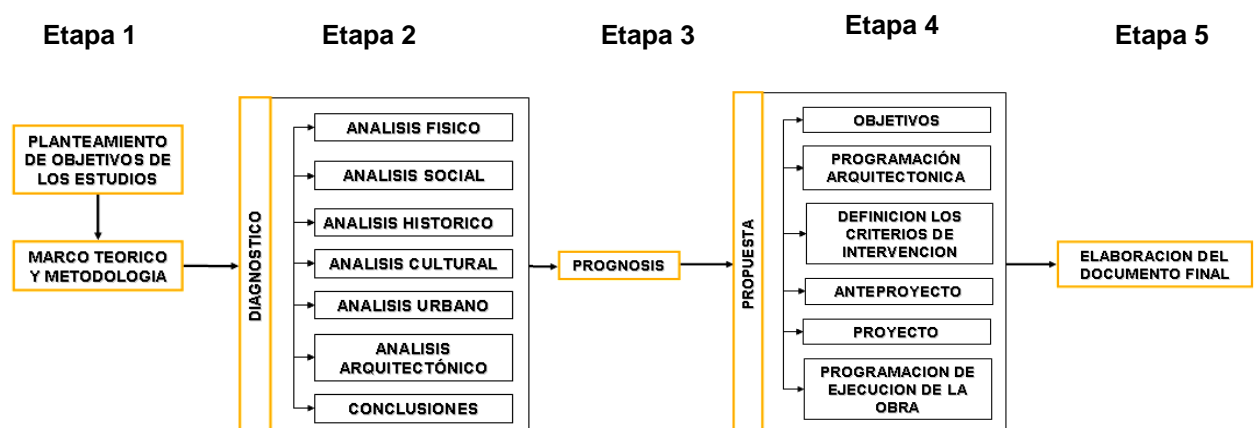 Etapa 1
Etapa 2
Etapa 3
Etapa 4
Etapa 5
PLANTEAMIENTO
DE OBJETIVOS DE
LOS ESTUDIOS
MARCO TEORICO
Y METODOLOGIA
DIAGNOSTICO
ANALISIS FISICO
ANALISIS SOCIAL
ANALISIS HISTORICO
ANALISIS CULTURAL
ANALISIS URBANO
ANALISIS
ARQUITECTÓNICO
CONCLUSIONES
PROGNOSIS
PROPUESTA
OBJETIVOS
PROGRAMACIÓN
ARQUITECTONICA
DEFINICION LOS
CRITERIOS DE
INTERVENCION
ANTEPROYECTO
PROYECTO
PROGRAMACION DE
EJECUCION DE LA
OBRA
ELABORACION DEL
DOCUMENTO FINAL